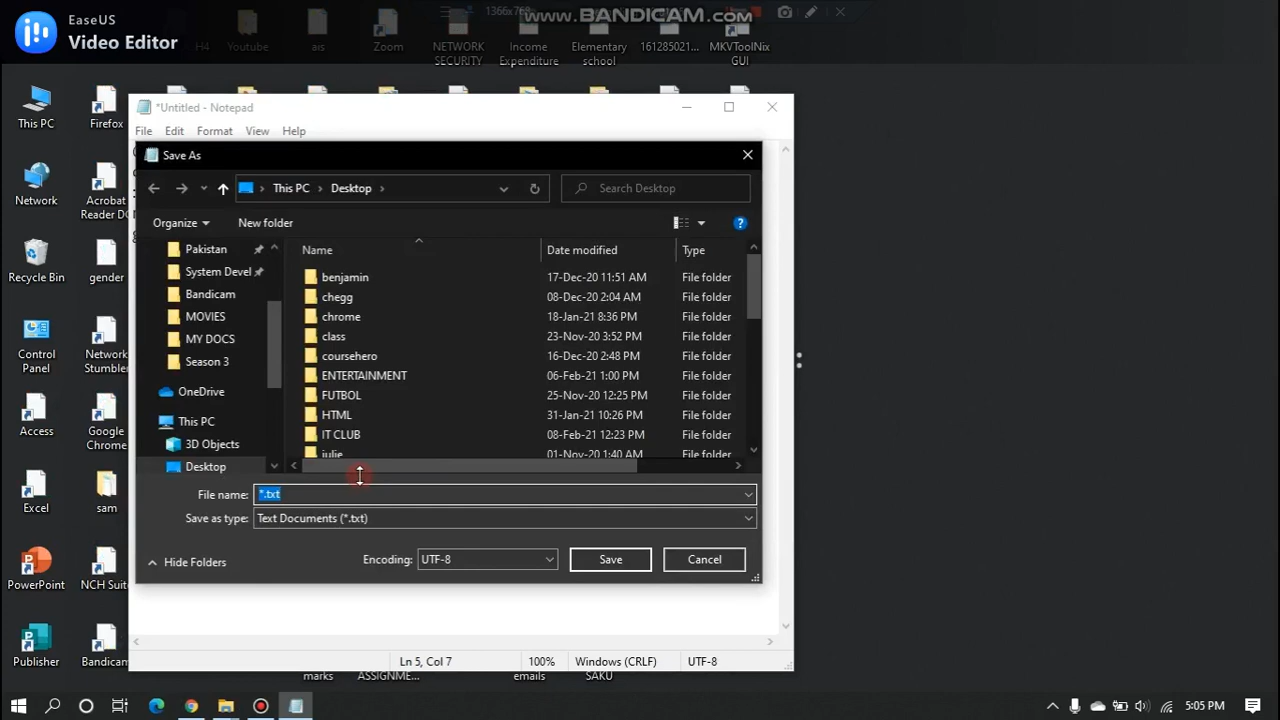 EaseUS
Video Editor
1366x768
www.BANDICAM.com
H4
Youtube
ais
Zoom
NETWORK
SECURITY
Income
Expenditure
Elementary
school
161285021...
MKVToolNix
GUI
This PC
Firefox
Network
Acrobat
Reader DC
Recycle Bin
gender
Control
Panel
Network
Stumbler
Access
Google
Chrome
Excel
sam
PowerPoint
NCH Suite
Publisher
Bandicam
*Untitled - Notepad
File Edit Format View Help
Save As
This PC > Desktop >
Search Desktop
Organize
New folder
Pakistan
System Devel
Bandicam
MOVIES
MY DOCS
Season 3
OneDrive
This PC
3D Objects
Desktop
Name Date modified Type
benjamin 17-Dec-20 11:51 AM File folder
chegg 08-Dec-20 2:04 AM File folder
chrome 18-Jan-21 8:36 PM File folder
class 23-Nov-20 3:52 PM File folder
coursehero 16-Dec-20 2:48 PM File folder
ENTERTAINMENT 06-Feb-21 1:00 PM File folder
FUTBOL 25-Nov-20 12:25 PM File folder
HTML 31-Jan-21 10:26 PM File folder
IT CLUB 08-Feb-21 12:23 PM File folder
julie 01-Nov-20 1:40 AM File folder
File name: *.txt
Save as type: Text Documents (*.txt)
Hide Folders
Encoding: UTF-8
Save
Cancel
Ln 5, Col 7 100% Windows (CRLF) UTF-8
marks
ASSIGNME...
emails
SAKU
5:05 PM